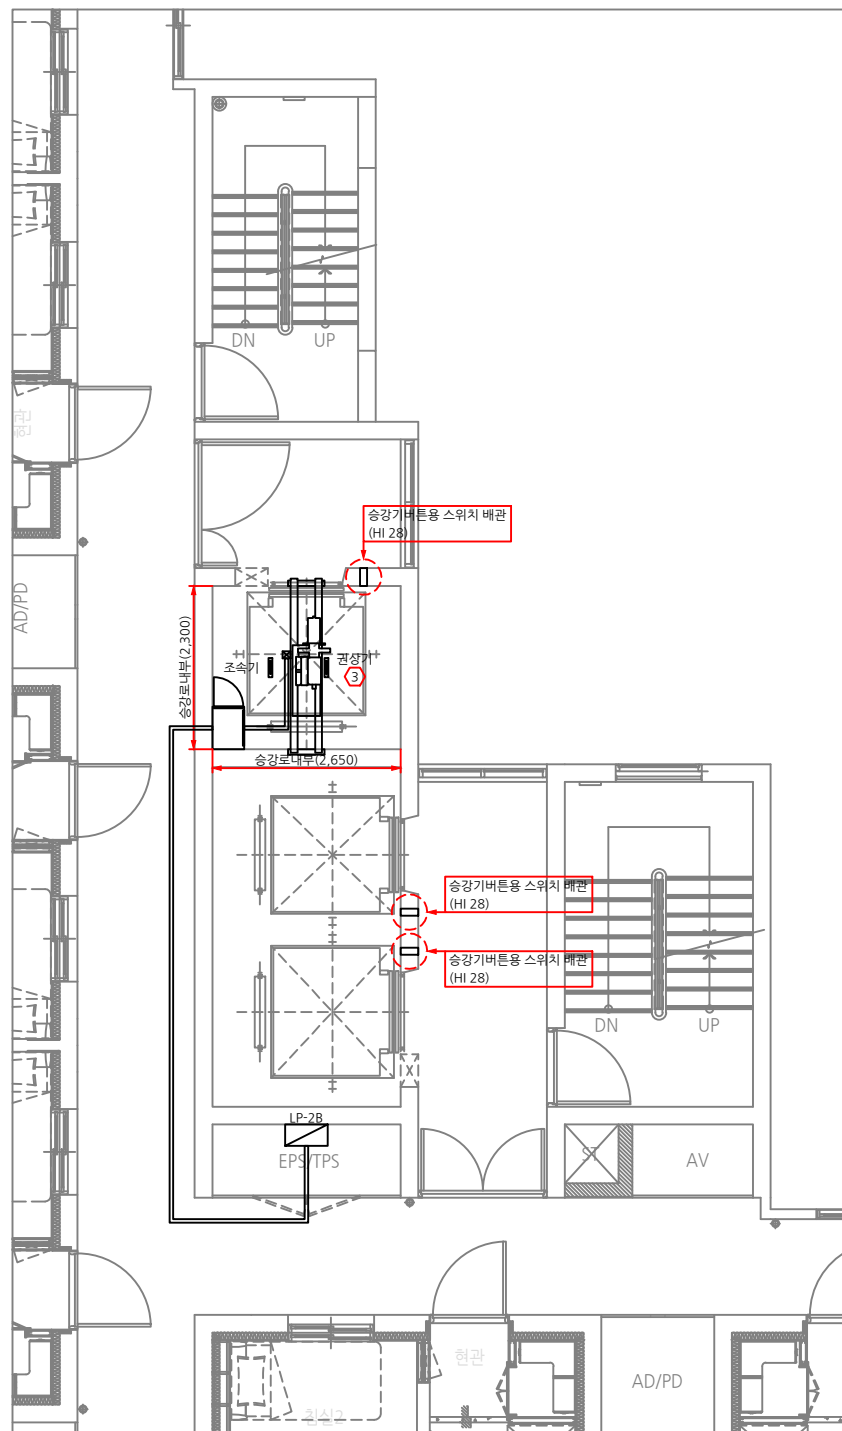 DN
UP
현관
승강기버튼용 스위치 배관
(HI 28)
AD/PD
승강로내부(2,300)
조속기
권상기
3
승강로내부(2,650)
승강기버튼용 스위치 배관
(HI 28)
승강기버튼용 스위치 배관
(HI 28)
DN
UP
LP-2B
EPS/TPS
ST
AV
현관
AD/PD
침실2